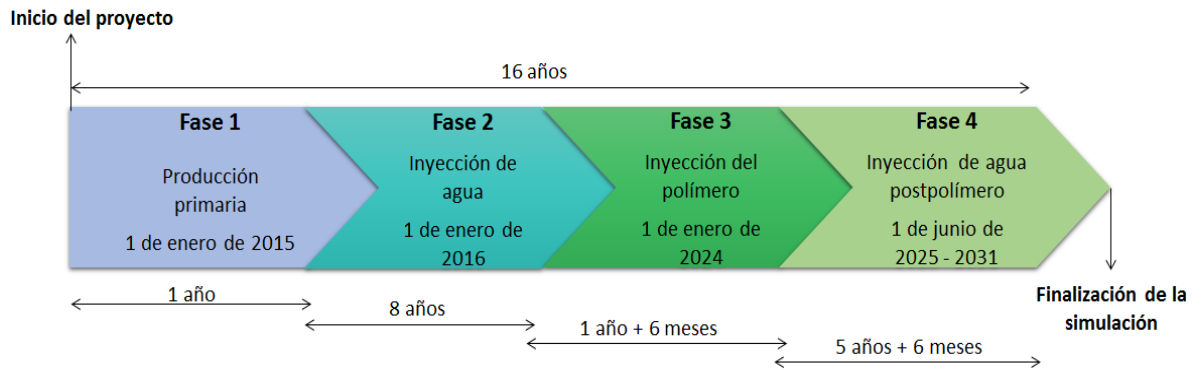 Inicio del proyecto
16 años
Fase 1
Producción
primaria
1 de enero de 2015
Fase 2
Inyección de
agua
1 de enero de
2016
Fase 3
Inyección del
polímero
1 de enero de
2024
Fase 4
Inyección de agua
postpolímero
1 de junio de
2025 - 2031
1 año
8 años
1 año + 6 meses
5 años + 6 meses
Finalización de la
simulación